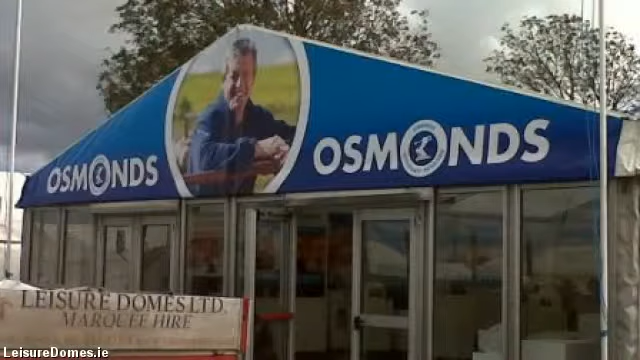 OSMONDS
OSMONDS
LEISURE DOMES LTD.
MARQUEE HIRE
LeisureDomes.ie